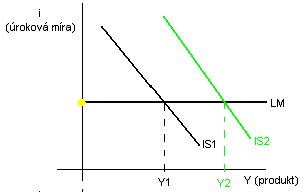 i
(úroková míra)
LM
IS1
IS2
Y1
Y2
Y (produkt)